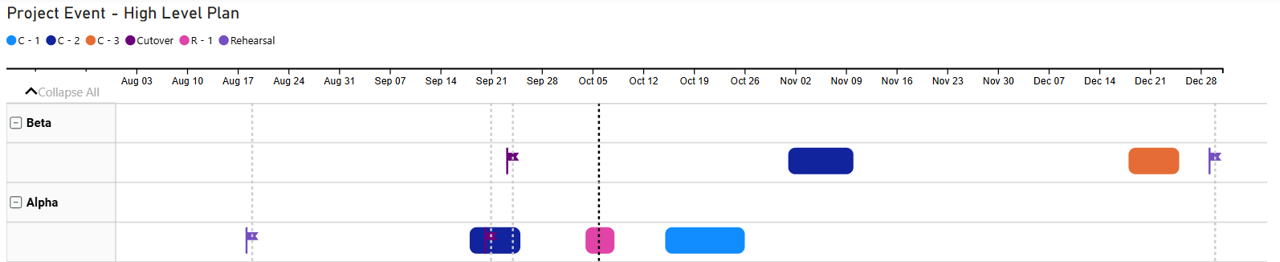 Project Event - High Level Plan
C - 1 C - 2 C - 3 Cutover R - 1 Rehearsal
Aug 03 Aug 10 Aug 17 Aug 24 Aug 31 Sep 07 Sep 14 Sep 21 Sep 28 Oct 05 Oct 12 Oct 19 Oct 26 Nov 02 Nov 09 Nov 16 Nov 23 Nov 30 Dec 07 Dec 14 Dec 21 Dec 28
Collapse All
Beta
Alpha